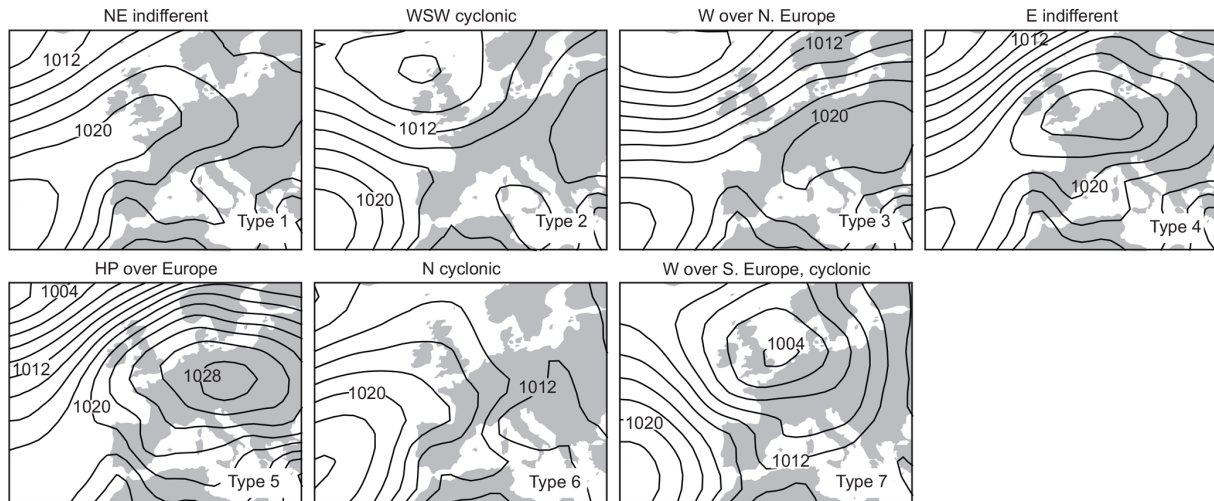 NE indifferent
1012
1020
Type 1
WSW cyclonic
1012
1020
Type 2
W over N. Europe
1012
1020
Type 3
E indifferent
1012
1020
Type 4
HP over Europe
1004
1012
1028
1020
Type 5
N cyclonic
1020
1012
Type 6
W over S. Europe, cyclonic
1004
1020
1012
Type 7